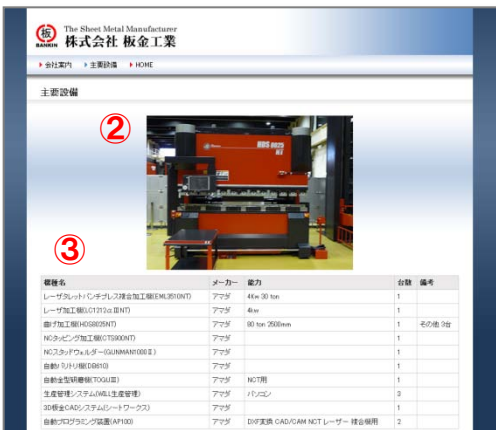 板
BANKIN
The Sheet Metal Manufacturer
株式会社 板金工業
会社案内 主要設備 HOME
主要設備
②
HDS 8025
NT
③
機種名 メーカー 能力 台数 備考
レーザタレットパンチプレス複合加工機(EML3510NT) アマダ 4Kw 30 ton 1
レーザ加工機(LC1212αⅢNT) アマダ 4kw 1
曲げ加工機(HDS8025NT) アマダ 80 ton 2508mm 1 その他 3台
NCタッピング加工機(CTS900NT) アマダ 1
NCスタッドウェルダー(GUNMAN1008Ⅱ) アマダ 1
自動バリトリ機(DB610) アマダ 1
自動金型研磨機(TOGUⅢ) アマダ NCT用 1
生産管理システム(WILL生産管理) アマダ パソコン 3
3D板金CADシステム(シートワークス) アマダ 1
自動プログラミング装置(AP100) アマダ DXF変換 CAD/CAM NCT レーザー 複合機用 2